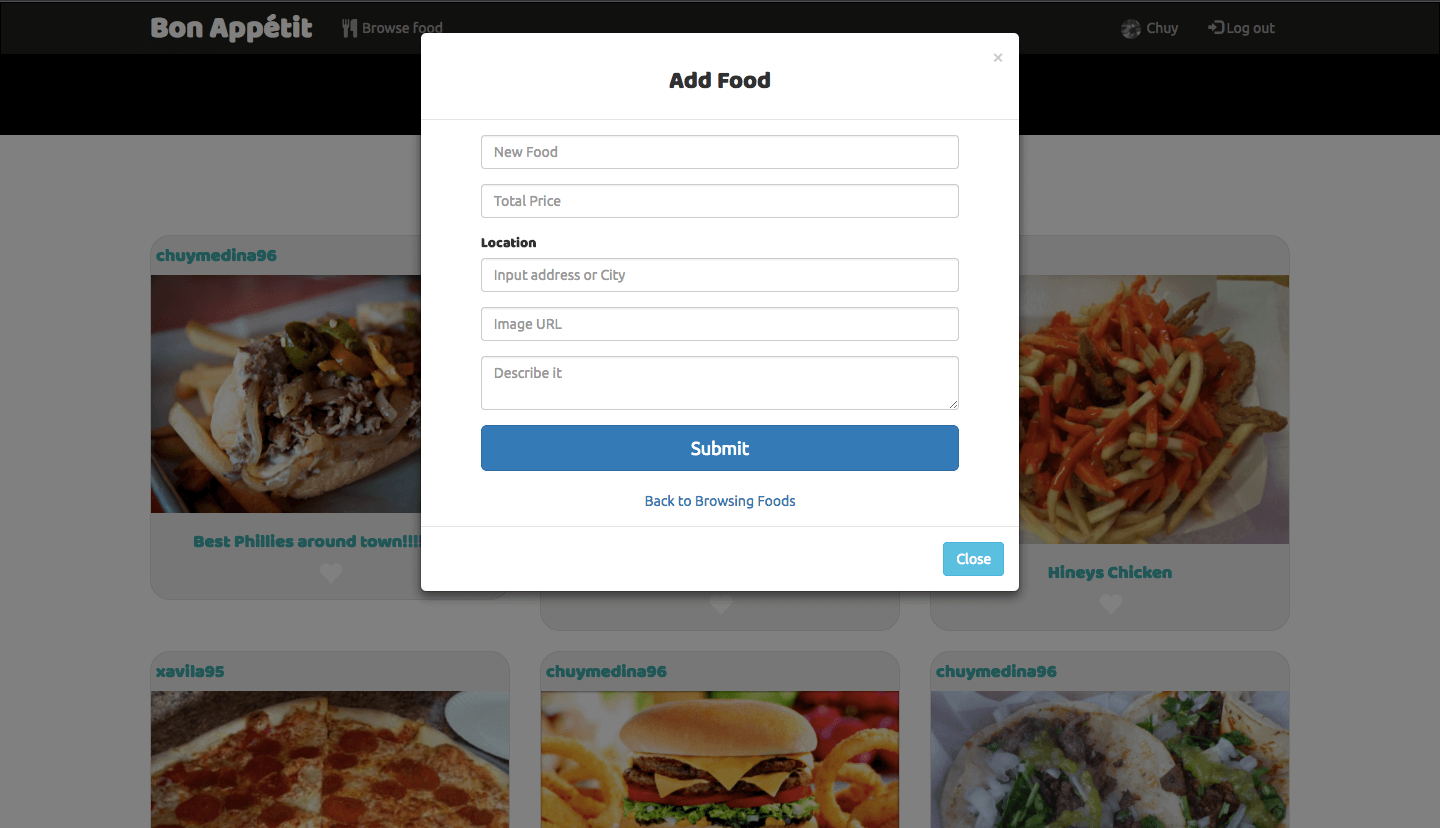 Bon Appétit
Browse food
Chuy
Log out
×
Add Food
New Food
Total Price
Location
Input address or City
Image URL
Describe it
Submit
Back to Browsing Foods
Close
chuymedina96
Best Phillies around town!!!!
Hineys Chicken
xavila95
chuymedina96
chuymedina96